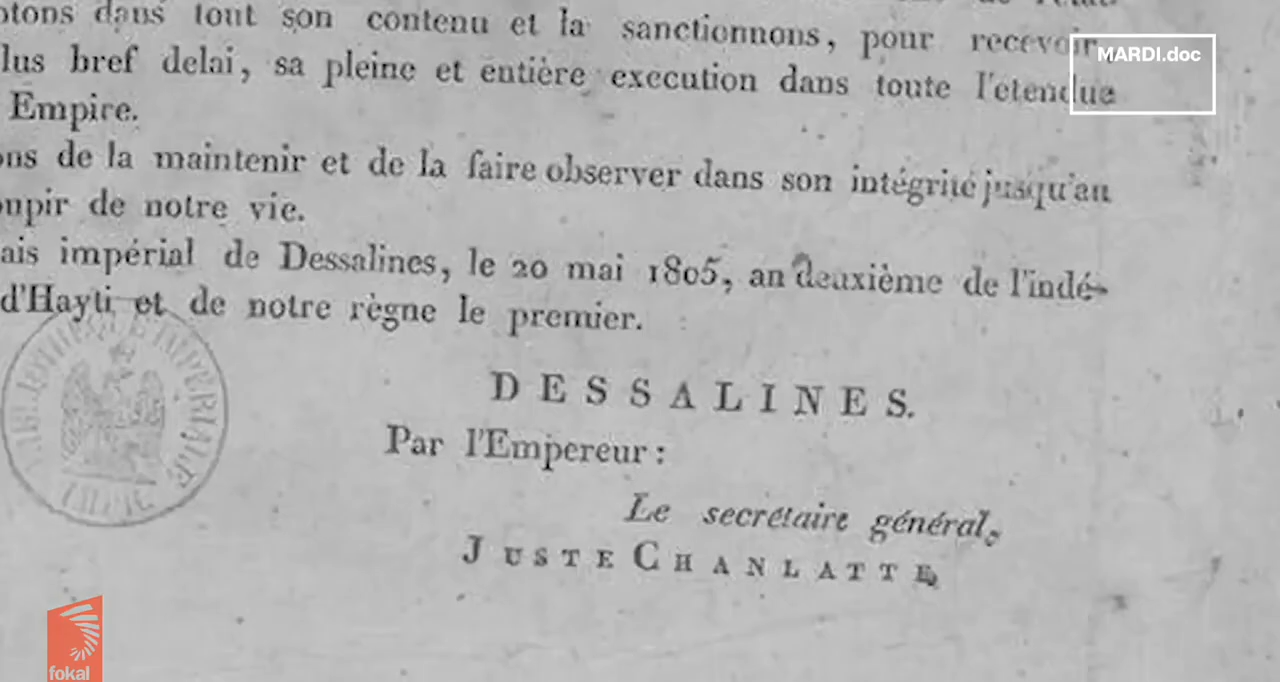 otons dans tout son contenu et la sanctionnons, pour recevoir,
lus bref delai, sa pleine et entière execution dans toute l'etendue
Empire.
ons de la maintenir et de la faire observer dans son intégrité jusqu'au
oupir de notre vie.
ais impérial de Dessalines, le 20 mai 1805, an deuxième de l'indé-
d'Hayti et de notre règne le premier.
DESSALINES.
Par l'Empereur :
Le secrétaire général,
JUSTE CHANLATTE
MARDI.doc
fokal